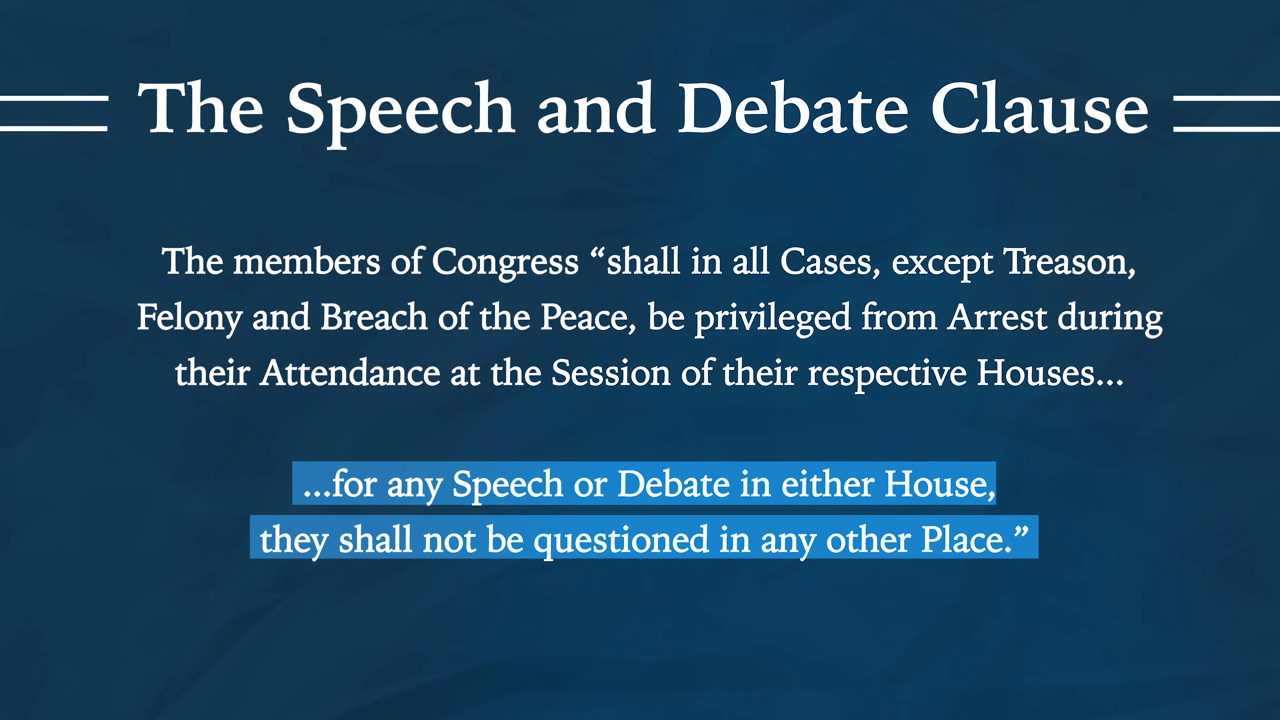 The Speech and Debate Clause
The members of Congress “shall in all Cases, except Treason,
Felony and Breach of the Peace, be privileged from Arrest during
their Attendance at the Session of their respective Houses...
...for any Speech or Debate in either House,
they shall not be questioned in any other Place.”